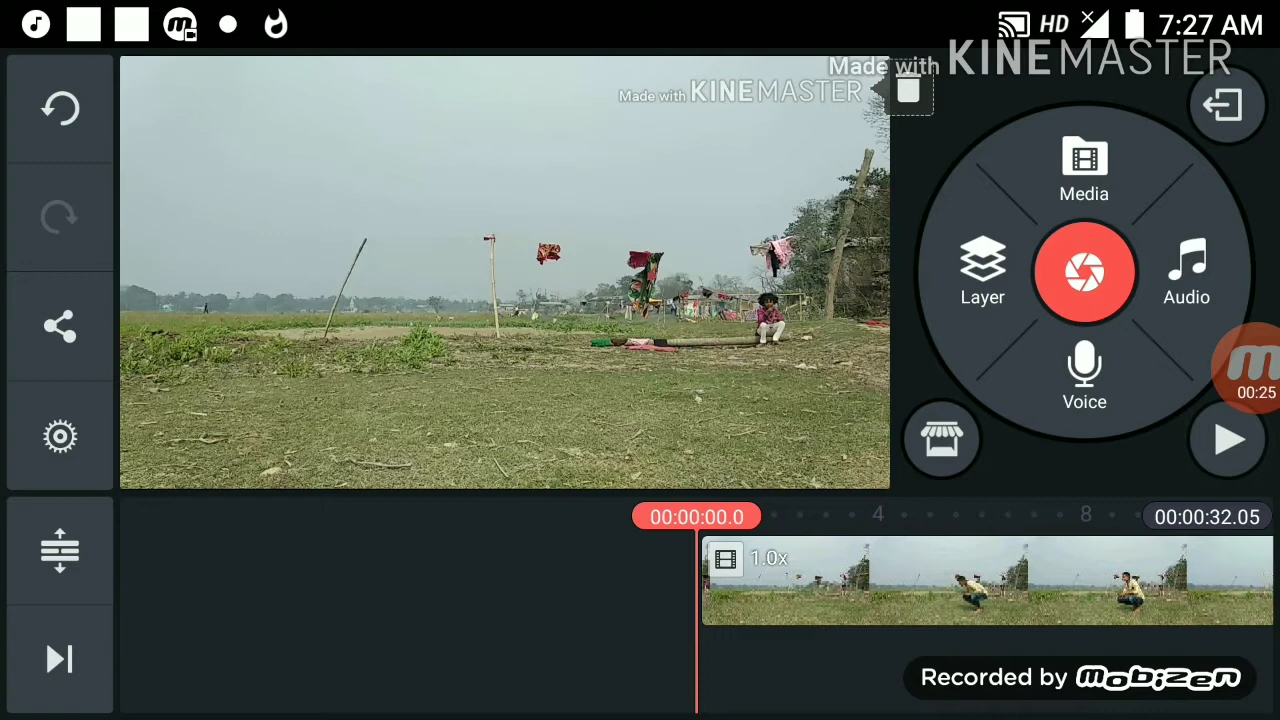 HD 7:27 AM
Made with KINEMASTER
Made with KINEMASTER
Media
Layer
Audio
00:25
Voice
00:00:00.0
4
8
00:00:32.05
1.0x
Recorded by mobizen